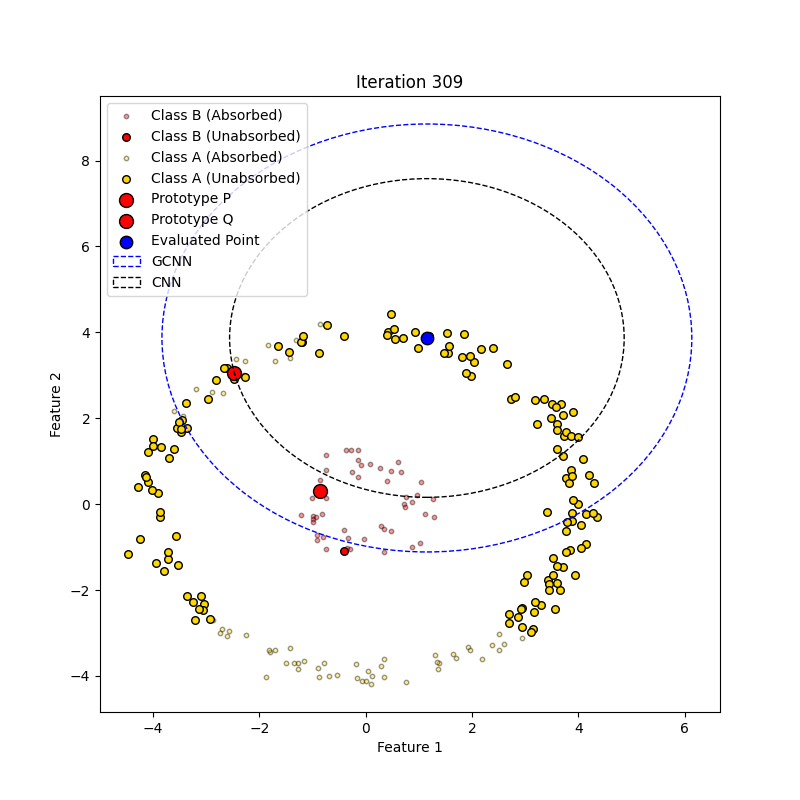 Iteration 309
Class B (Absorbed)
Class B (Unabsorbed)
Class A (Absorbed)
Class A (Unabsorbed)
Prototype P
Prototype Q
Evaluated Point
GCNN
CNN
8
6
4
2
0
−2
−4
Feature 2
−4 −2 0 2 4 6
Feature 1